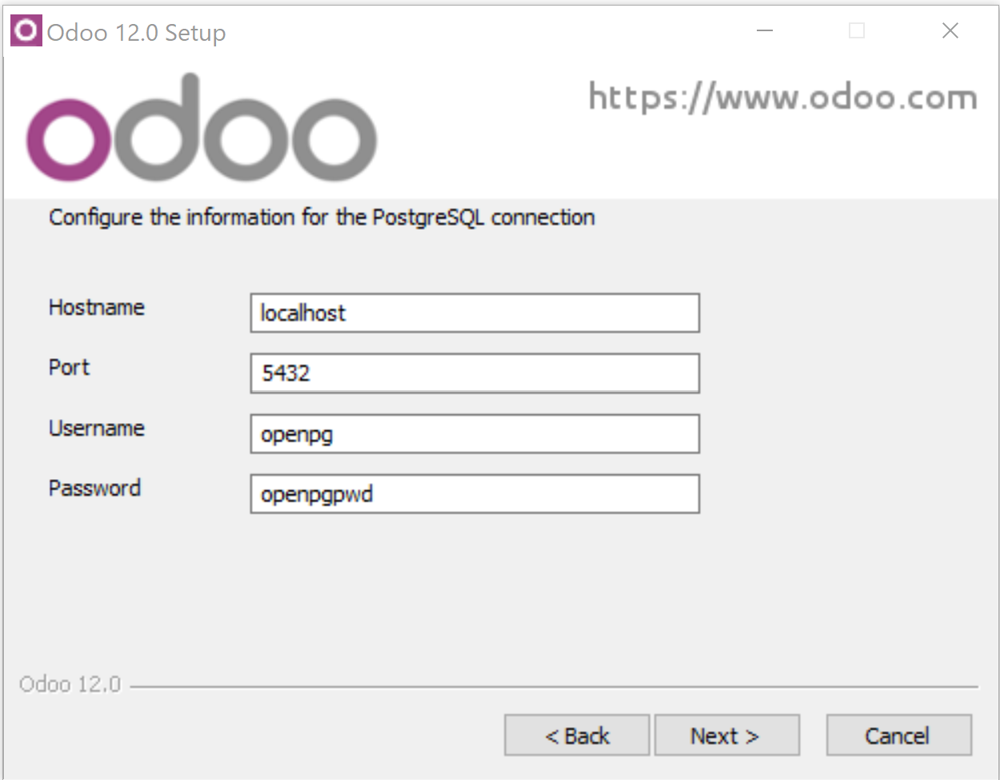 Odoo 12.0 Setup
odoo
https://www.odoo.com
Configure the information for the PostgreSQL connection
Hostname
localhost
Port
5432
Username
openpg
Password
openpgpwd
Odoo 12.0
< Back
Next >
Cancel